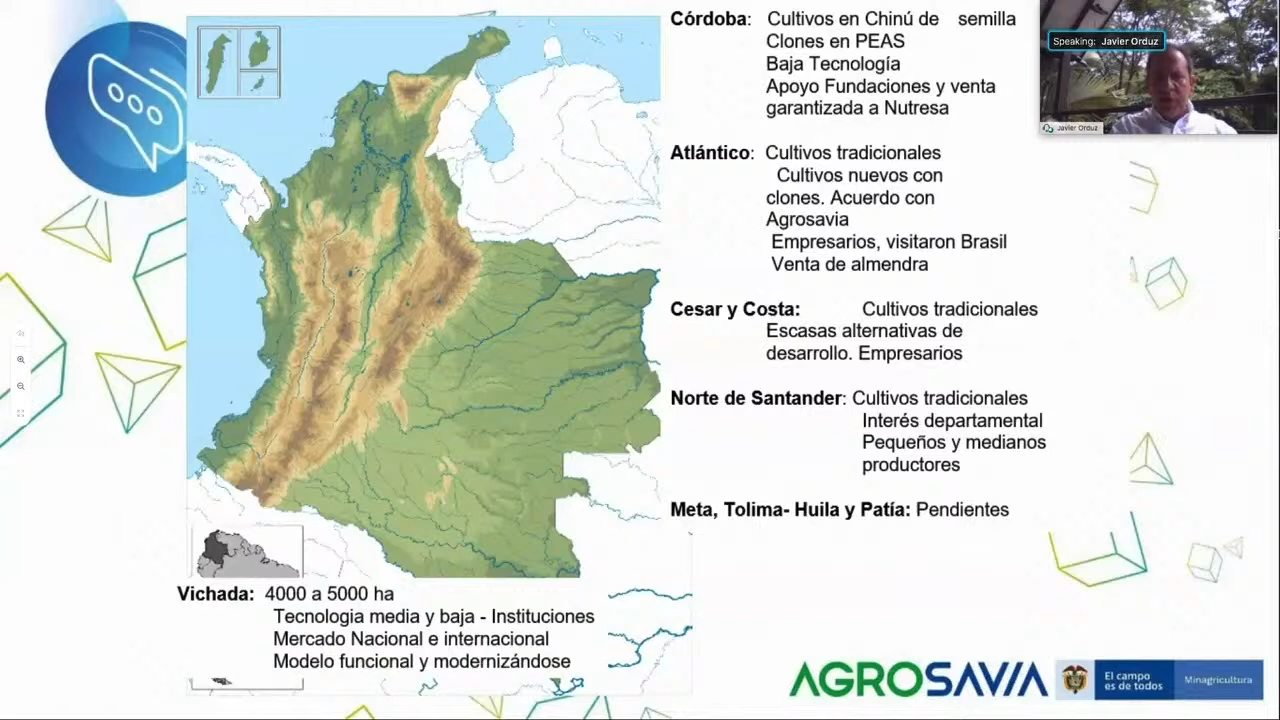 Córdoba: Cultivos en Chinú de semilla
Clones en PEAS
Baja Tecnología
Apoyo Fundaciones y venta
garantizada a Nutresa
Speaking: Javier Orduz
Javier Orduz
Atlántico: Cultivos tradicionales
Cultivos nuevos con
clones. Acuerdo con
Agrosavia
Empresarios, visitaron Brasil
Venta de almendra
Cesar y Costa: Cultivos tradicionales
Escasas alternativas de
desarrollo. Empresarios
Norte de Santander: Cultivos tradicionales
Interés departamental
Pequeños y medianos
productores
Meta, Tolima- Huila y Patía: Pendientes
Vichada: 4000 a 5000 ha
Tecnologia media y baja - Instituciones
Mercado Nacional e internacional
Modelo funcional y modernizándose
AGROSAVIA
El campo
es de todos
Minagricultura